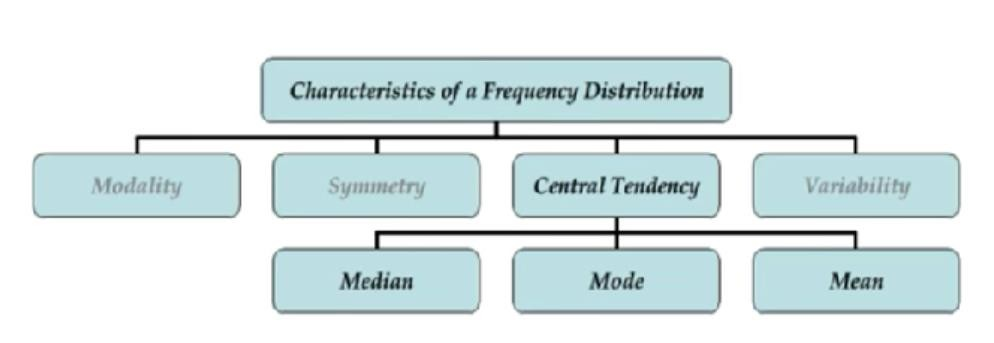 Characteristics of a Frequency Distribution
Modality
Symmetry
Central Tendency
Variability
Median
Mode
Mean